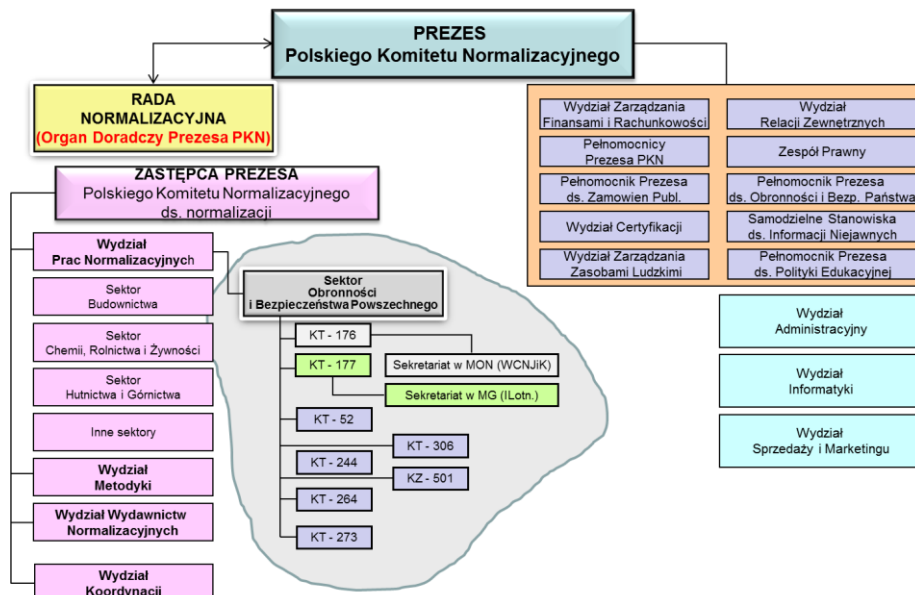 PREZES
Polskiego Komitetu Normalizacyjnego
RADA
NORMALIZACYJNA
(Organ Doradczy Prezesa PKN)
ZASTĘPCA PREZESA
Polskiego Komitetu Normalizacyjnego
ds. normalizacji
Wydział
Prac Normalizacyjnych
Sektor
Budownictwa
Sektor
Chemii, Rolnictwa i Żywności
Sektor
Hutnictwa i Górnictwa
Inne sektory
Wydział
Metodyki
Wydział Wydawnictw
Normalizacyjnych
Wydział
Koordynacji
Sektor
Obronności
i Bezpieczeństwa Powszechnego
KT - 176
Sekretariat w MON (WCNJiK)
KT - 177
Sekretariat w MG (ILotn.)
KT - 52
KT - 306
KT - 244
KZ - 501
KT - 264
KT - 273
Wydział Zarządzania
Finansami i Rachunkowości
Wydział
Relacji Zewnętrznych
Pełnomocnicy
Prezesa PKN
Zespół Prawny
Pełnomocnik Prezesa
ds. Zamowien Publ.
Pełnomocnik Prezesa
ds. Obronności i Bezp. Państwa
Wydział Certyfikacji
Samodzielne Stanowiska
ds. Informacji Niejawnych
Wydział Zarządzania
Zasobami Ludzkimi
Pełnomocnik Prezesa
ds. Polityki Edukacyjnej
Wydział
Administracyjny
Wydział
Informatyki
Wydział
Sprzedaży i Marketingu